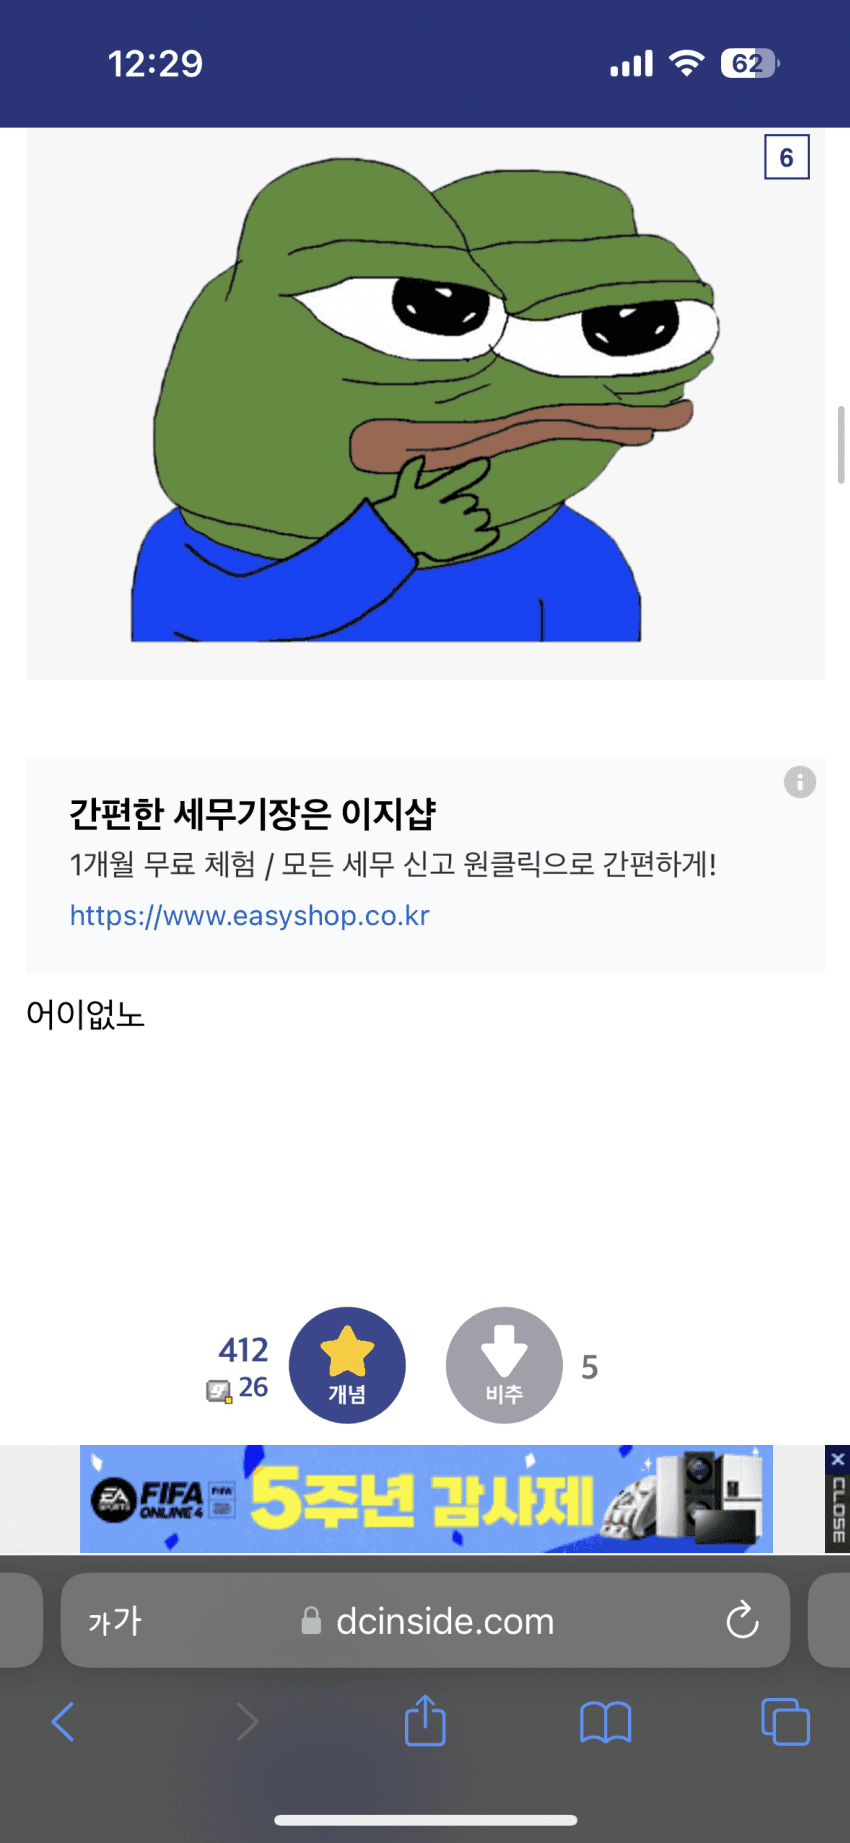 12:29
62
6
간편한 세무기장은 이지샵
1개월 무료 체험 / 모든 세무 신고 원클릭으로 간편하게!
https://www.easyshop.co.kr
어이없노
412
26
개념
비추
5
EA SPORTS
FIFA ONLINE 4
5주년 감사제
X
CLOSE
가가
dcinside.com